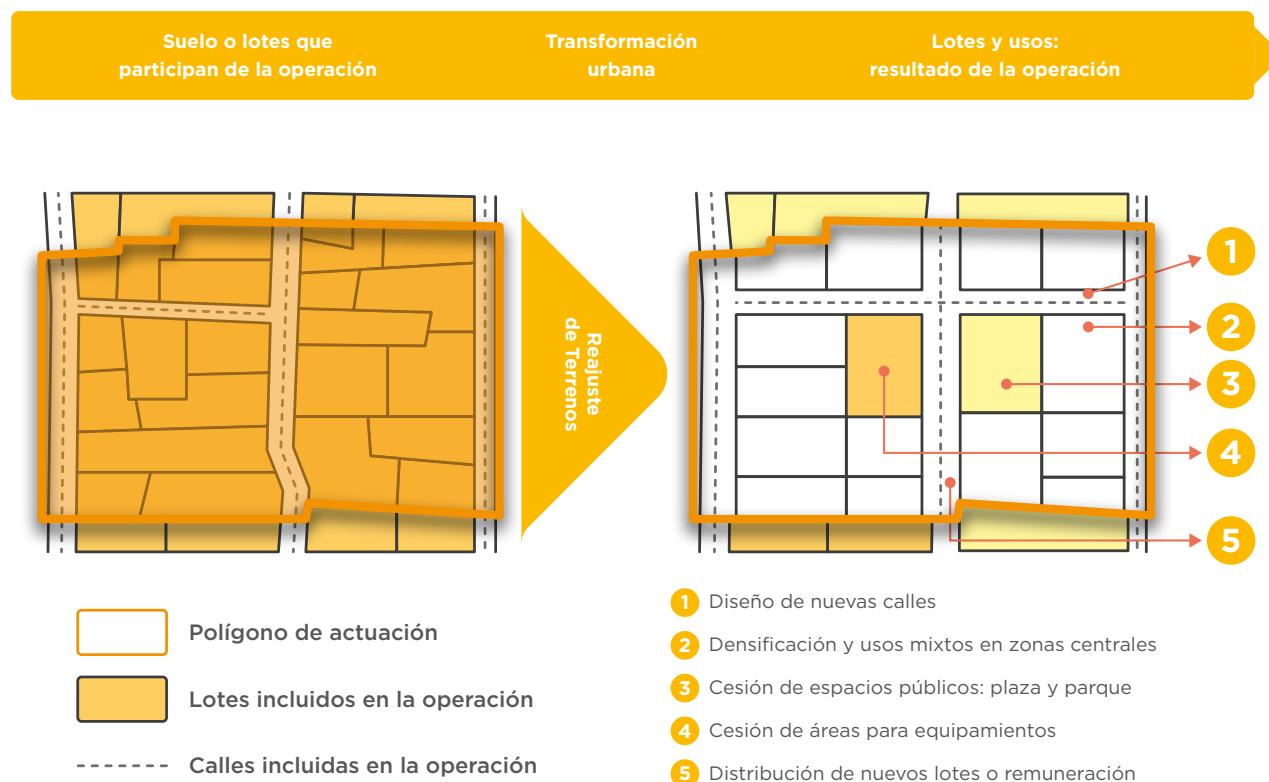 Suelo o lotes que
participan de la operación
Transformación
urbana
Lotes y usos:
resultado de la operación
Reajuste
de Terrenos
1
2
3
4
5
Polígono de actuación
Lotes incluidos en la operación
Calles incluidas en la operación
1 Diseño de nuevas calles
2 Densificación y usos mixtos en zonas centrales
3 Cesión de espacios públicos: plaza y parque
4 Cesión de áreas para equipamientos
5 Distribución de nuevos lotes o remuneración